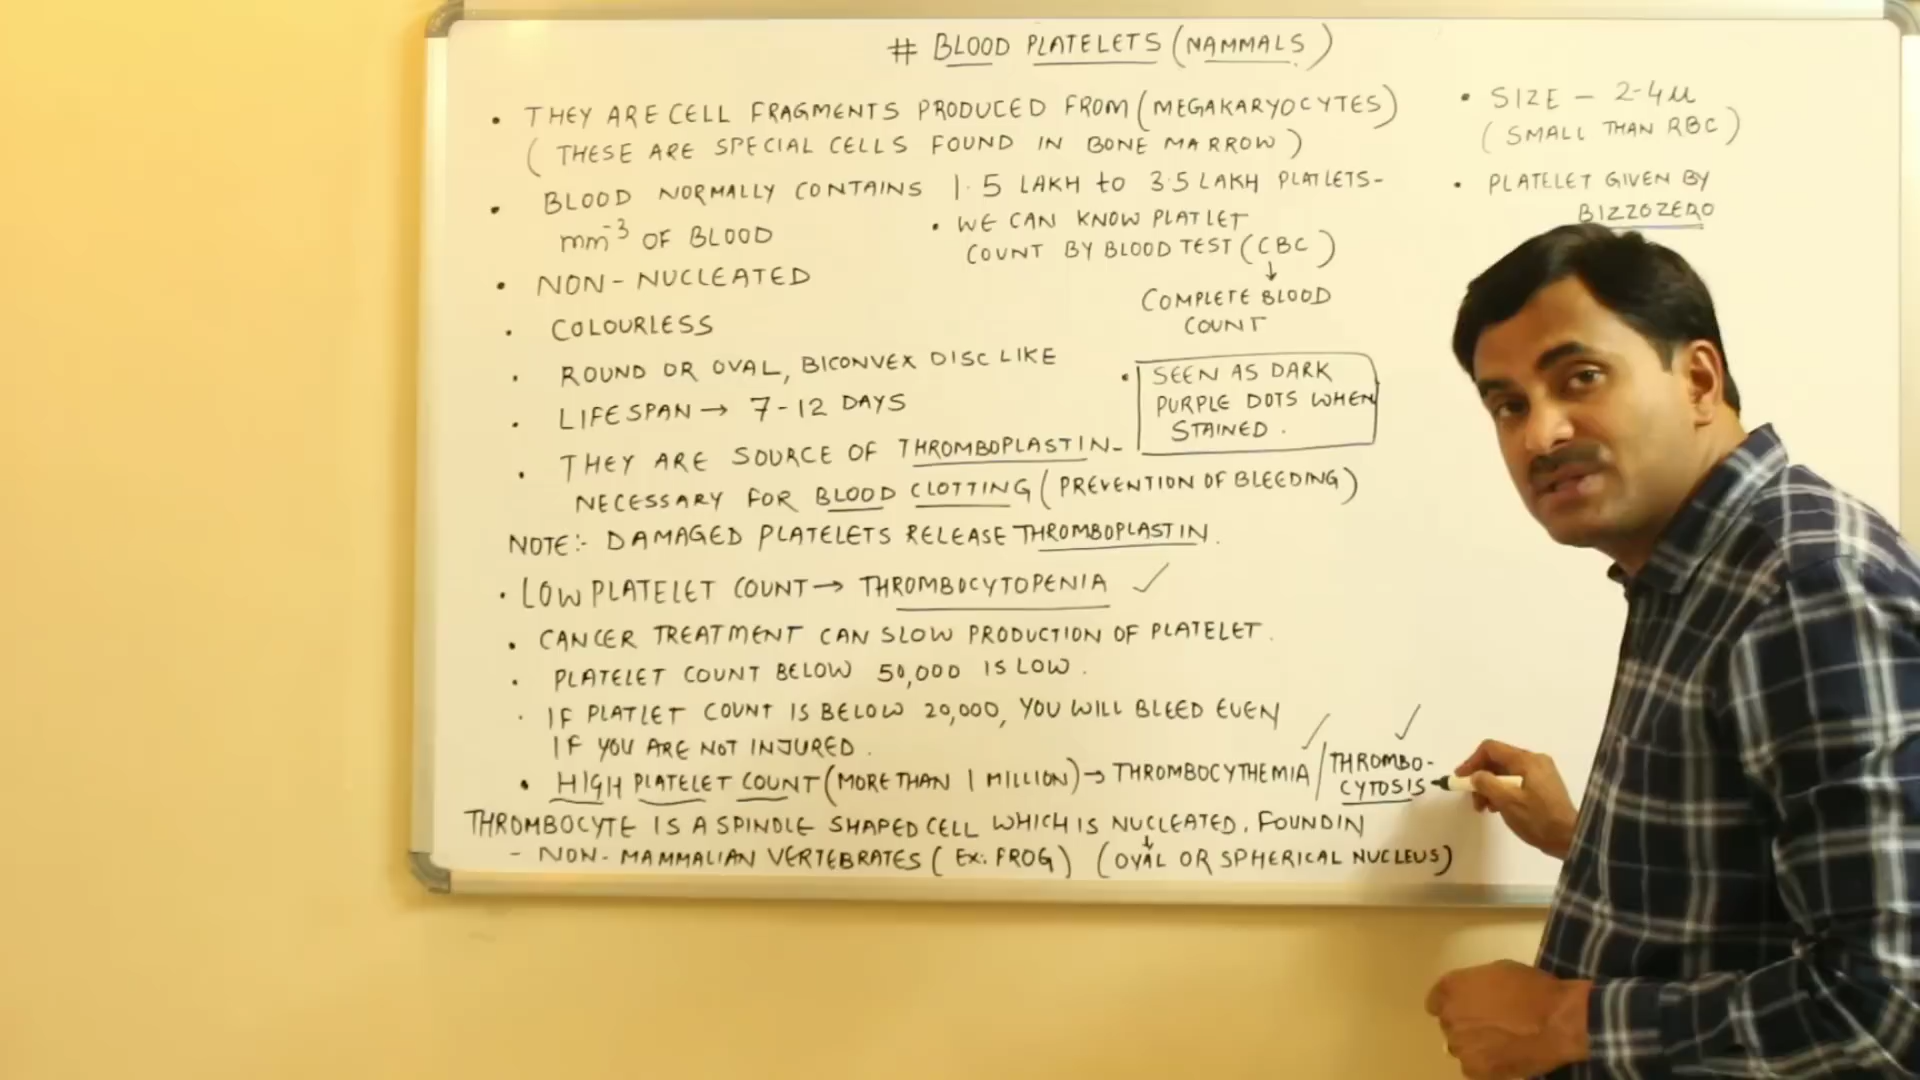 # BLOOD PLATELETS (NAMMALS)
• THEY ARE CELL FRAGMENTS PRODUCED FROM (MEGAKARYOCYTES)
( THESE ARE SPECIAL CELLS FOUND IN BONE MARROW )
• BLOOD NORMALLY CONTAINS 1.5 LAKH to 3.5 LAKH PLATLETS-
mm⁻³ OF BLOOD
• WE CAN KNOW PLATLET
COUNT BY BLOOD TEST (CBC)
↓
COMPLETE BLOOD
COUNT
• NON-NUCLEATED
• COLOURLESS
• ROUND OR OVAL, BICONVEX DISC LIKE
• LIFESPAN → 7-12 DAYS
• SEEN AS DARK
PURPLE DOTS WHEN
STAINED.
• THEY ARE SOURCE OF THROMBOPLASTIN-
NECESSARY FOR BLOOD CLOTTING (PREVENTION OF BLEEDING)
NOTE:- DAMAGED PLATELETS RELEASE THROMBOPLASTIN.
• LOW PLATELET COUNT → THROMBOCYTOPENIA ✓
• CANCER TREATMENT CAN SLOW PRODUCTION OF PLATELET.
• PLATELET COUNT BELOW 50,000 IS LOW.
• IF PLATLET COUNT IS BELOW 20,000, YOU WILL BLEED EVEN
IF YOU ARE NOT INJURED.
• HIGH PLATELET COUNT (MORE THAN 1 MILLION) → THROMBOCYTHEMIA ✓ / THROMBO- ✓
CYTOSIS
THROMBOCYTE IS A SPINDLE SHAPED CELL WHICH IS NUCLEATED. FOUND IN
- NON-MAMMALIAN VERTEBRATES (EX: FROG) (OVAL OR SPHERICAL NUCLEUS)
• SIZE - 2-4µ
( SMALL THAN RBC )
• PLATELET GIVEN BY
BIZZOZERO